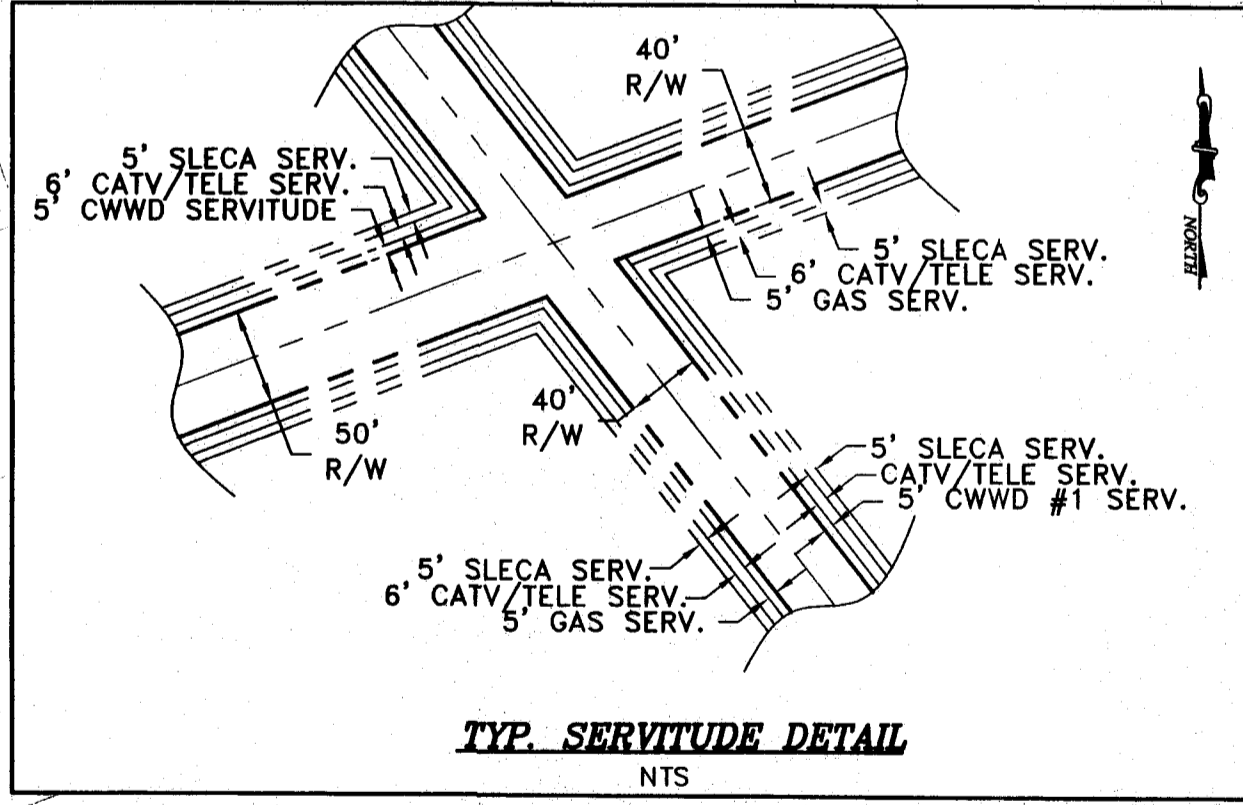 40'
R/W
5' SLECA SERV.
6' CATV/TELE SERV.
5' CWWD SERVITUDE
NORTH
5' SLECA SERV.
6' CATV/TELE SERV.
5' GAS SERV.
40'
R/W
50'
R/W
5' SLECA SERV.
CATV/TELE SERV.
5' CWWD #1 SERV.
5' SLECA SERV.
6' CATV/TELE SERV.
5' GAS SERV.
TYP. SERVITUDE DETAIL
NTS